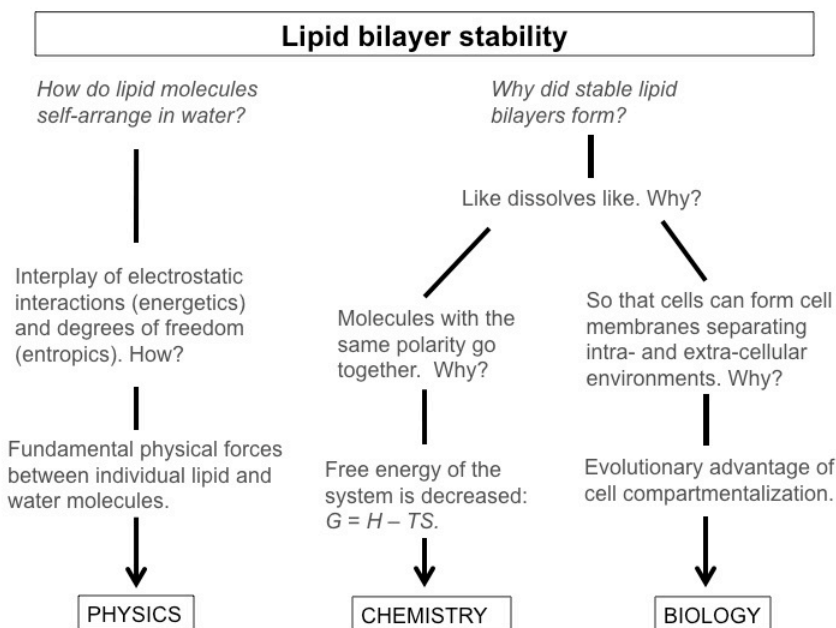 Lipid bilayer stability
How do lipid molecules
self-arrange in water?
Interplay of electrostatic
interactions (energetics)
and degrees of freedom
(entropics). How?
Fundamental physical forces
between individual lipid and
water molecules.
PHYSICS
Why did stable lipid
bilayers form?
Like dissolves like. Why?
Molecules with the
same polarity go
together.  Why?
Free energy of the
system is decreased:
G = H – TS.
CHEMISTRY
So that cells can form cell
membranes separating
intra- and extra-cellular
environments. Why?
Evolutionary advantage of
cell compartmentalization.
BIOLOGY